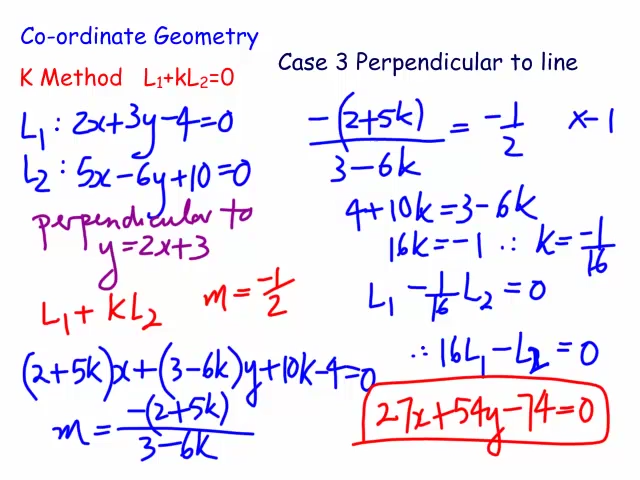 Co-ordinate Geometry
K Method L₁+kL₂=0
L₁ : 2x+3y-4=0
L₂ : 5x-6y+10=0
perpendicular to
y=2x+3
L₁ + kL₂ m = -1/2
(2+5k)x+(3-6k)y+10k-4=0
m = -(2+5k)/(3-6k)
Case 3 Perpendicular to line
-(2+5k)/(3-6k) = -1/2 x-1
4+10k=3-6k
16k=-1 ∴ k=-1/16
L₁ - 1/16 L₂ = 0
∴ 16L₁ - L₂ = 0
27x+54y-74=0